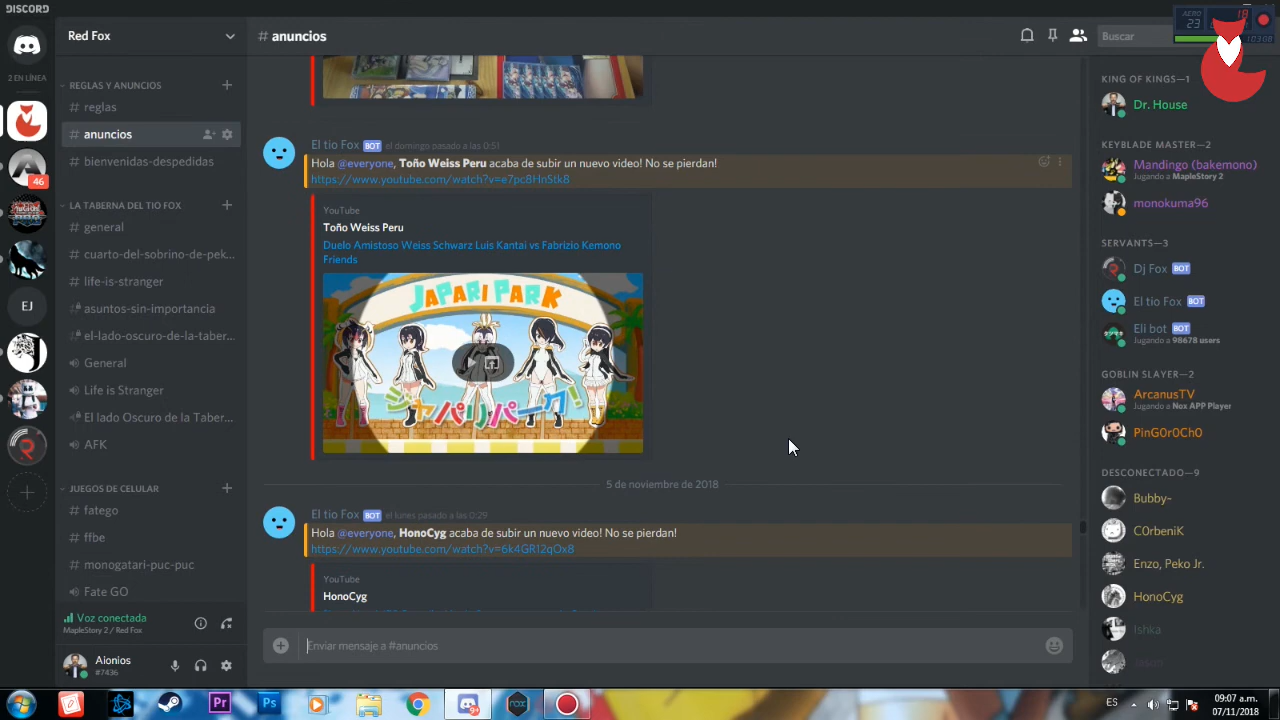 DISCORD
2 EN LÍNEA
46
EJ
Red Fox
REGLAS Y ANUNCIOS
# reglas
# anuncios
# bienvenidas-despedidas
LA TABERNA DEL TIO FOX
# general
# cuarto-del-sobrino-de-pek...
# life-is-stranger
asuntos-sin-importancia
el-lado-oscuro-de-la-taber...
General
Life is Stranger
El lado Oscuro de la Taber...
AFK
JUEGOS DE CELULAR
# fatego
# ffbe
# monogatari-puc-puc
Fate GO
Voz conectada
MapleStory 2 / Red Fox
Aionios
#7436
# anuncios
Buscar
AERO
23
18
El tio Fox BOT el domingo pasado a las 0:51
Hola @everyone, Toño Weiss Peru acaba de subir un nuevo video! No se pierdan!
https://www.youtube.com/watch?v=e7pc8HnStk8
YouTube
Toño Weiss Peru
Duelo Amistoso Weiss Schwarz Luis Kantai vs Fabrizio Kemono
Friends
JAPARI PARK
ジャパリパーク!
5 de noviembre de 2018
El tio Fox BOT el lunes pasado a las 0:29
Hola @everyone, HonoCyg acaba de subir un nuevo video! No se pierdan!
https://www.youtube.com/watch?v=6k4GR12qOx8
YouTube
HonoCyg
Enviar mensaje a #anuncios
KING OF KINGS—1
Dr. House
KEYBLADE MASTER—2
Mandingo (bakemono)
Jugando a MapleStory 2
monokuma96
SERVANTS—3
Dj Fox BOT
El tio Fox BOT
Eli bot BOT
Jugando a 98678 users
GOBLIN SLAYER—2
ArcanusTV
Jugando a Nox APP Player
PinG0r0Ch0
DESCONECTADO—9
Bubby~
C0rbeniK
Enzo, Peko Jr.
HonoCyg
Ishka
Pr
Ps
9+
nox
ES
09:07 a.m.
07/11/2018